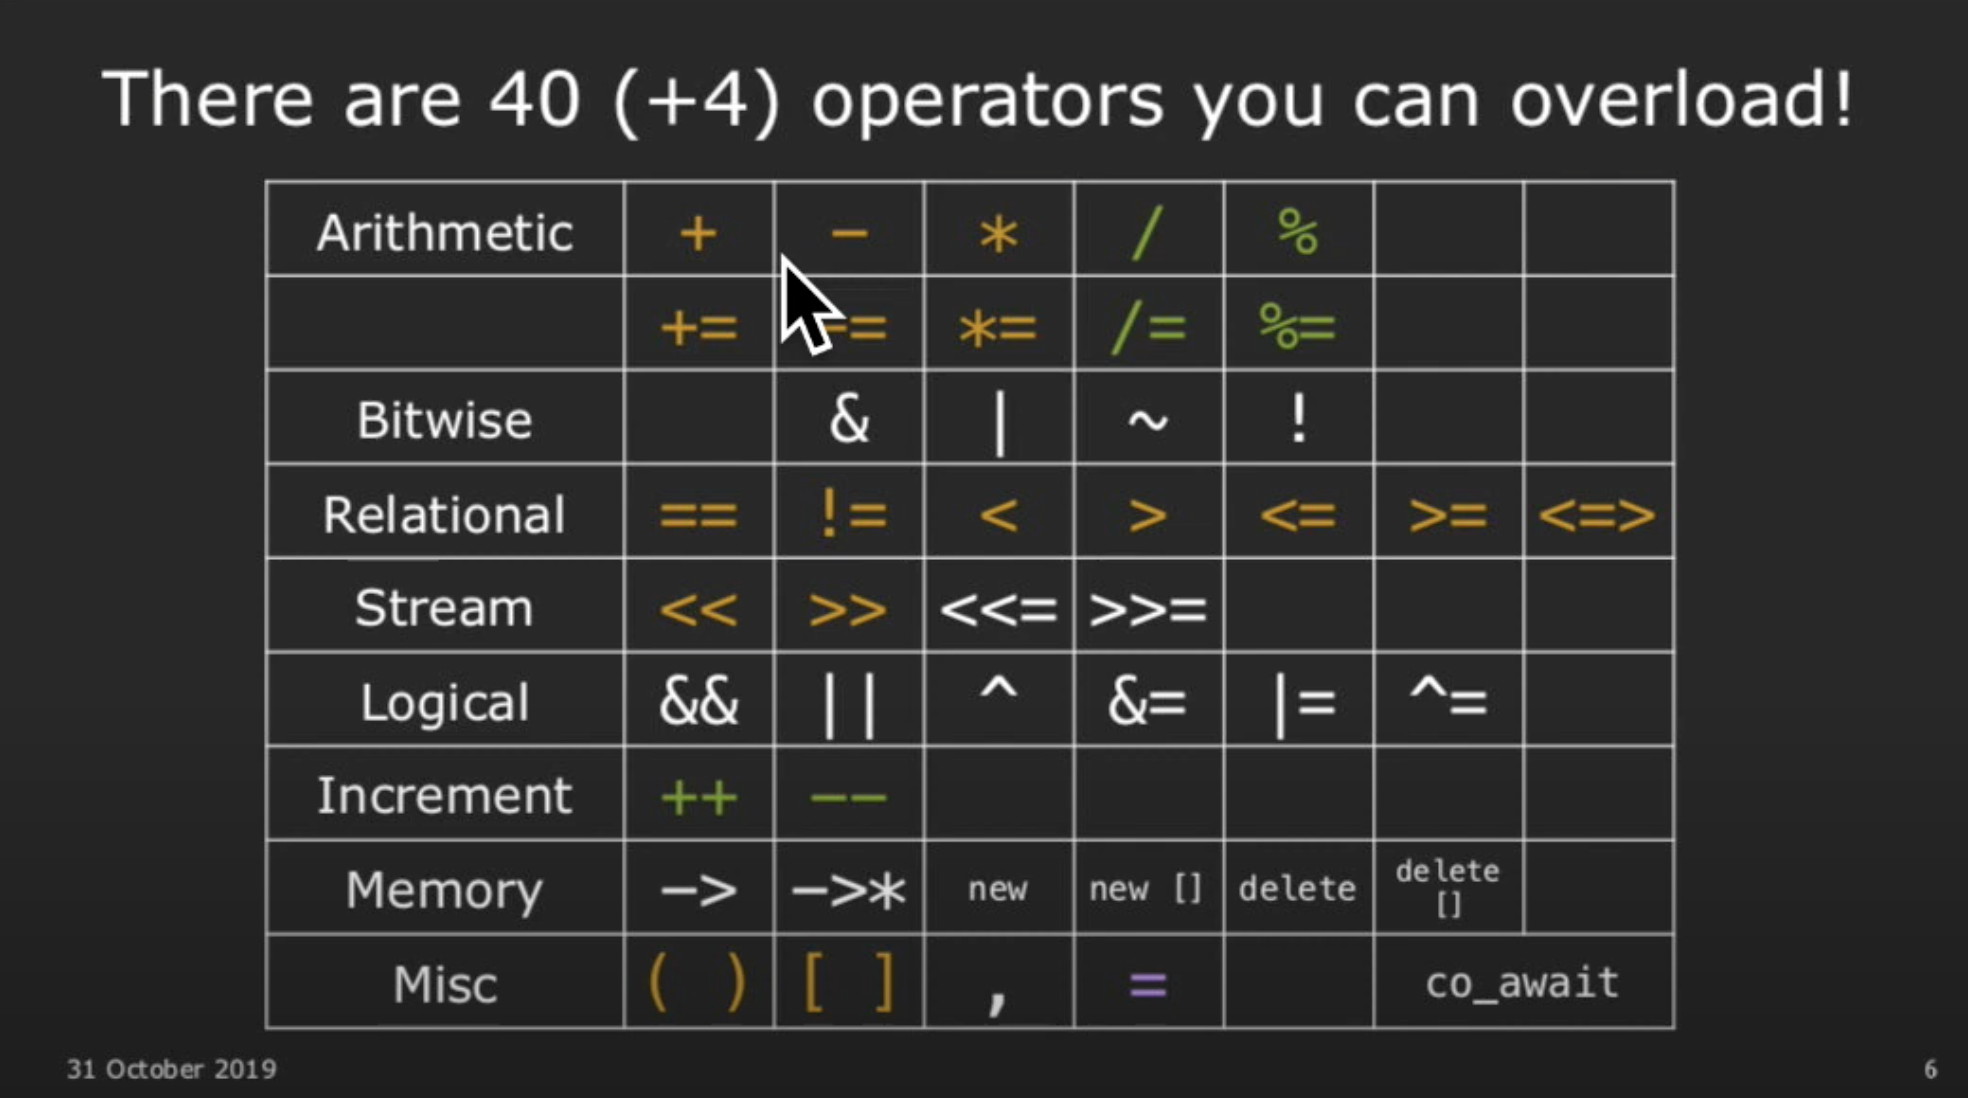 There are 40 (+4) operators you can overload!
Arithmetic + - * / %
+= -= *= /= %=
Bitwise & | ~ !
Relational == != < > <= >= <=>
Stream << >> <<= >>=
Logical && || ^ &= |= ^=
Increment ++ --
Memory -> ->* new new [] delete delete []
Misc ( ) [ ] , = co_await
31 October 2019 6